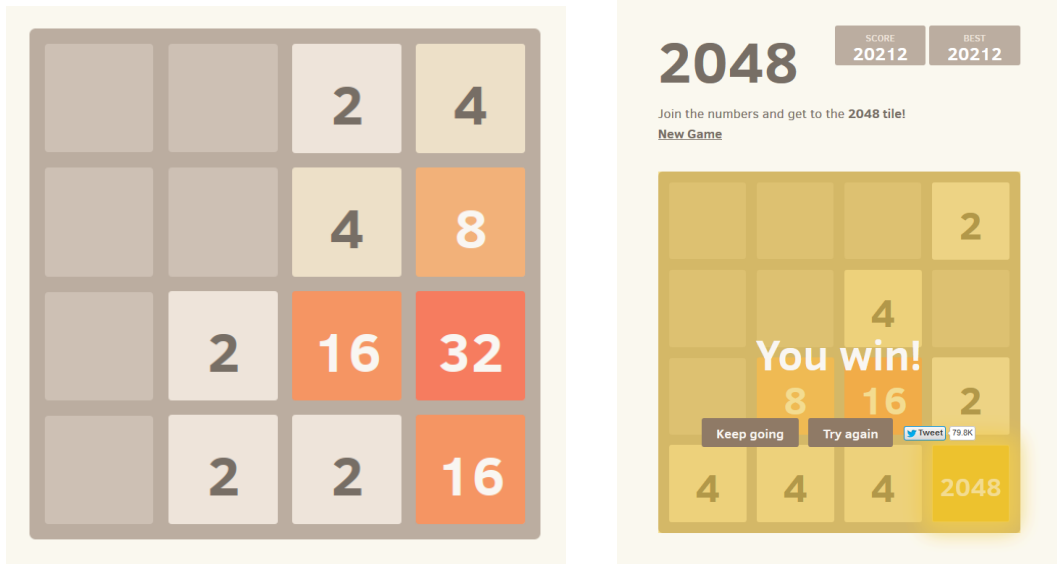 2 4
4 8
2 16 32
2 2 16
2048
SCORE
20212
BEST
20212
Join the numbers and get to the 2048 tile!
New Game
2
4
You win!
8 16 2
Keep going
Try again
Tweet
79.8K
4 4 4 2048